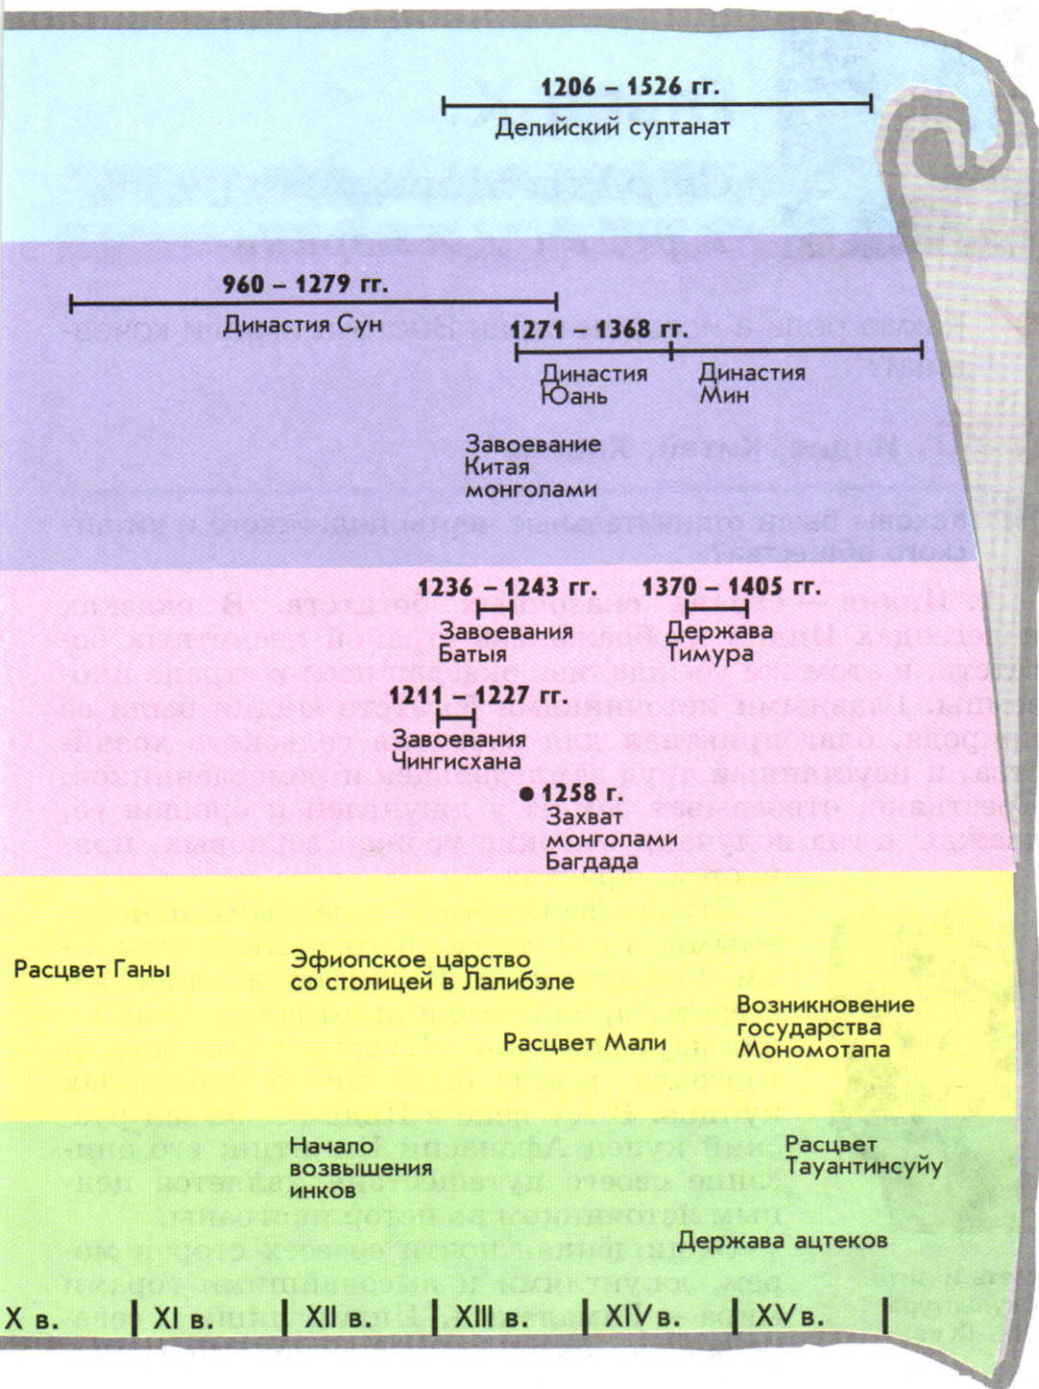 1206 – 1526 гг.
Делийский султанат
960 – 1279 гг.
Династия Сун
1271 – 1368 гг.
Династия
Юань
Династия
Мин
Завоевание
Китая
монголами
1236 – 1243 гг.
Завоевания
Батыя
1370 – 1405 гг.
Держава
Тимура
1211 – 1227 гг.
Завоевания
Чингисхана
1258 г.
Захват
монголами
Багдада
Расцвет Ганы
Эфиопское царство
со столицей в Лалибэле
Расцвет Мали
Возникновение
государства
Мономотапа
Начало
возвышения
инков
Расцвет
Тауантинсуйу
Держава ацтеков
X в. XI в. XII в. XIII в. XIV в. XV в.